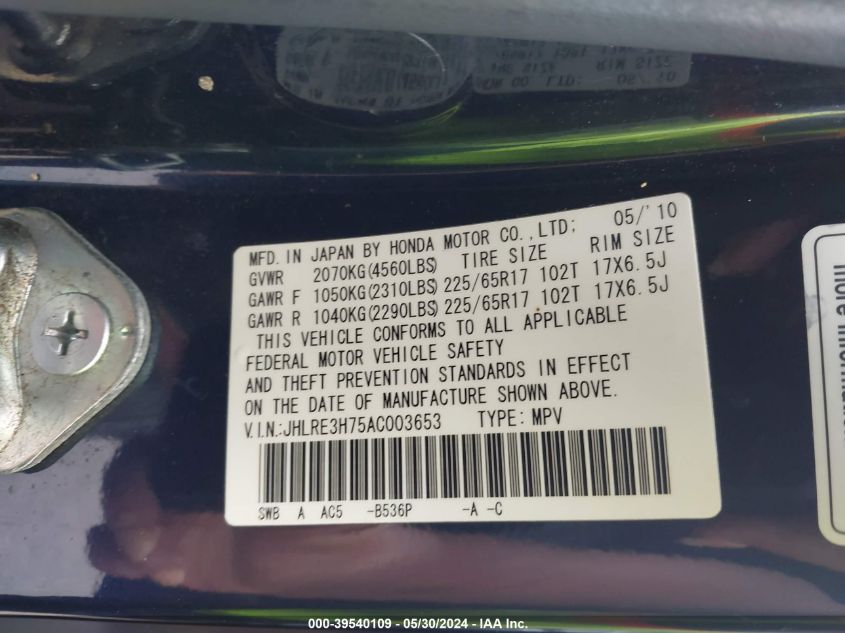 MFD. IN JAPAN BY HONDA MOTOR CO.,LTD; 05/'10
GVWR 2070KG(4560LBS) TIRE SIZE RIM SIZE
GAWR F 1050KG(2310LBS) 225/65R17 102T 17X6.5J
GAWR R 1040KG(2290LBS) 225/65R17 102T 17X6.5J
THIS VEHICLE CONFORMS TO ALL APPLICABLE
FEDERAL MOTOR VEHICLE SAFETY
AND THEFT PREVENTION STANDARDS IN EFFECT
ON THE DATE OF MANUFACTURE SHOWN ABOVE.
V.I.N.:JHLRE3H75AC003653 TYPE: MPV
SWB A AC5 -B536P -A -C
more
000-39540109 - 05/30/2024 - IAA Inc.